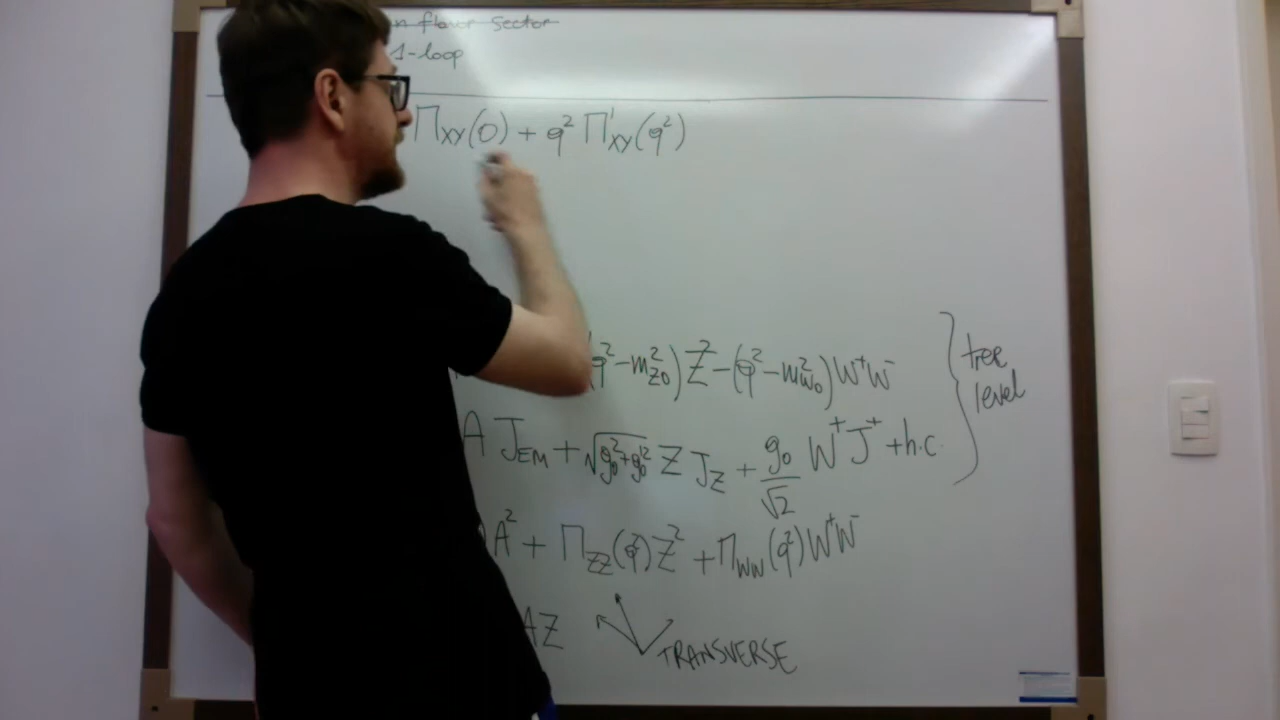 n flavor sector
1-loop
Π_XY(0) + q² Π'_XY(q²)
(q² - m²_Z0) Z² - (q² - m²_W0) W⁺W⁻
tree
level
A J_EM + √(g₀² + g₀'²) Z J_Z + g₀/√2 W⁺ J⁺ + h.c.
A² + Π_ZZ(q²) Z² + Π_WW(q²) W⁺W⁻
AZ
TRANSVERSE